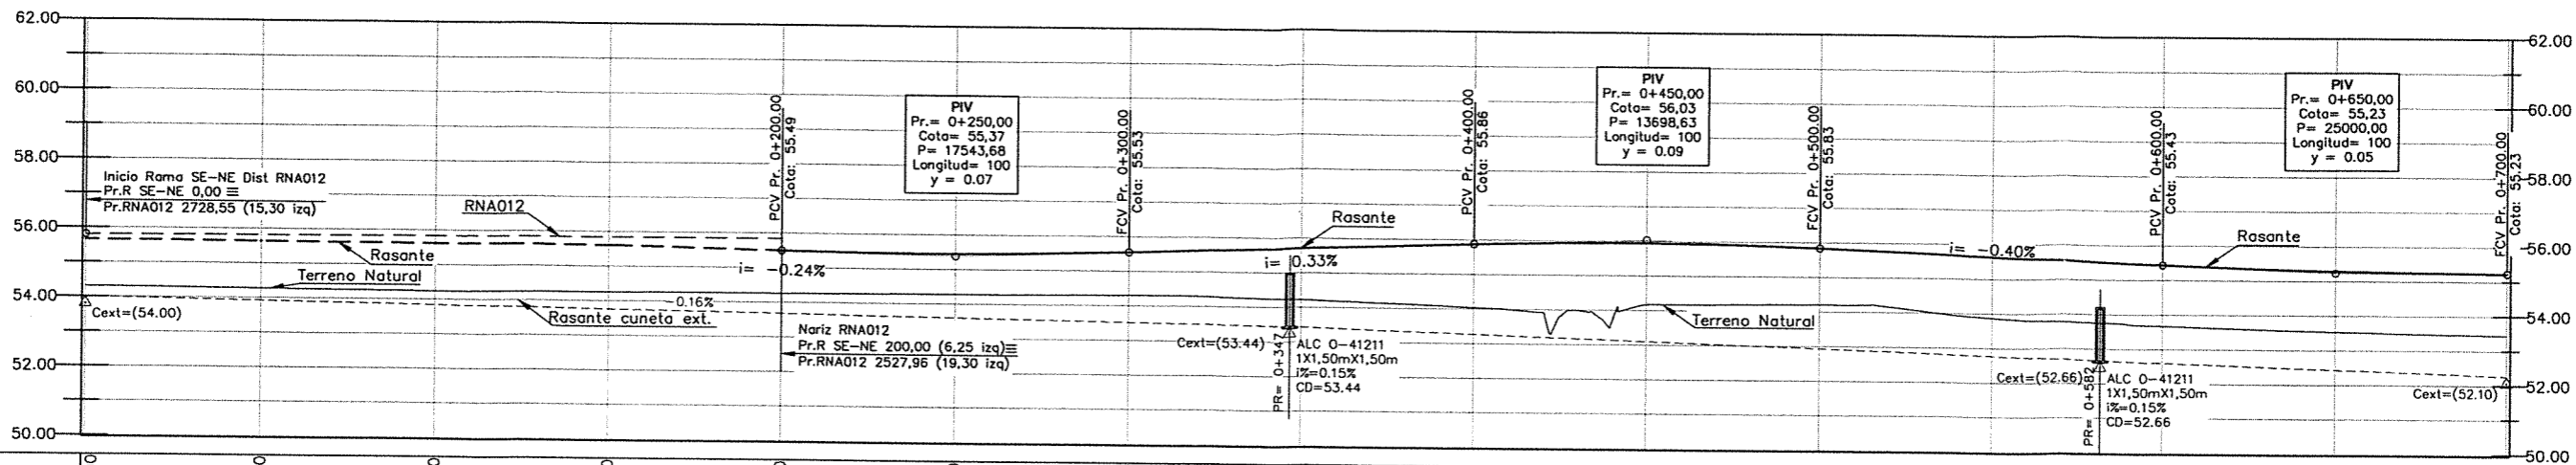 62.00
60.00
58.00
56.00
54.00
52.00
50.00
Inicio Rama SE-NE Dist RNA012
Pr.R SE-NE 0,00 ≡
Pr.RNA012 2728,55 (15,30 izq)
RNA012
Rasante
Terreno Natural
Cext=(54.00)
Rasante cuneta ext.
-0.16%
i= -0.24%
PCV Pr. 0+200.00
Cota: 55.49
Nariz RNA012
Pr.R SE-NE 200,00 (6,25 izq)≡
Pr.RNA012 2527,96 (19,30 izq)
PIV
Pr.= 0+250,00
Cota= 55,37
P= 17543,68
Longitud= 100
y = 0.07
FCV Pr. 0+300.00
Cota: 55.53
Rasante
i= 0.33%
Cext=(53.44)
PR= 0+347
ALC O-41211
1X1,50mX1,50m
i%=0.15%
CD=53.44
PCV Pr. 0+400.00
Cota: 55.86
PIV
Pr.= 0+450,00
Cota= 56,03
P= 13698,63
Longitud= 100
y = 0.09
Terreno Natural
FCV Pr. 0+500.00
Cota: 55.83
i= -0.40%
Cext=(52.66)
PR= 0+582
ALC O-41211
1X1,50mX1,50m
i%=0.15%
CD=52.66
PCV Pr. 0+600.00
Cota: 55.43
Rasante
PIV
Pr.= 0+650,00
Cota= 55,23
P= 25000,00
Longitud= 100
y = 0.05
FCV Pr. 0+700.00
Cota: 55.23
Cext=(52.10)
62.00
60.00
58.00
56.00
54.00
52.00
50.00